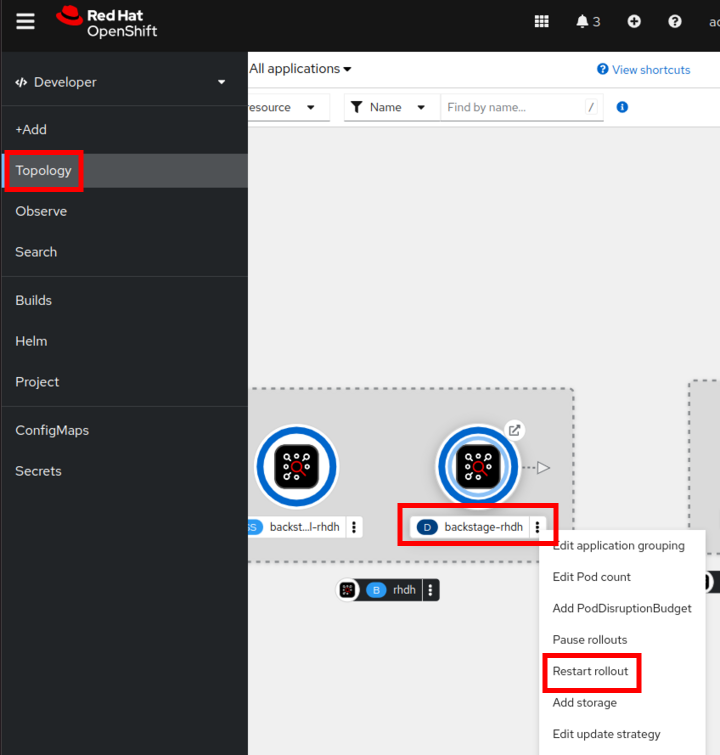 Red Hat
OpenShift
3
Developer
All applications
View shortcuts
esource
Name
Find by name...
/
+Add
Topology
Observe
Search
Builds
Helm
Project
ConfigMaps
Secrets
SS backst...l-rhdh
D backstage-rhdh
B rhdh
Edit application grouping
Edit Pod count
Add PodDisruptionBudget
Pause rollouts
Restart rollout
Add storage
Edit update strategy